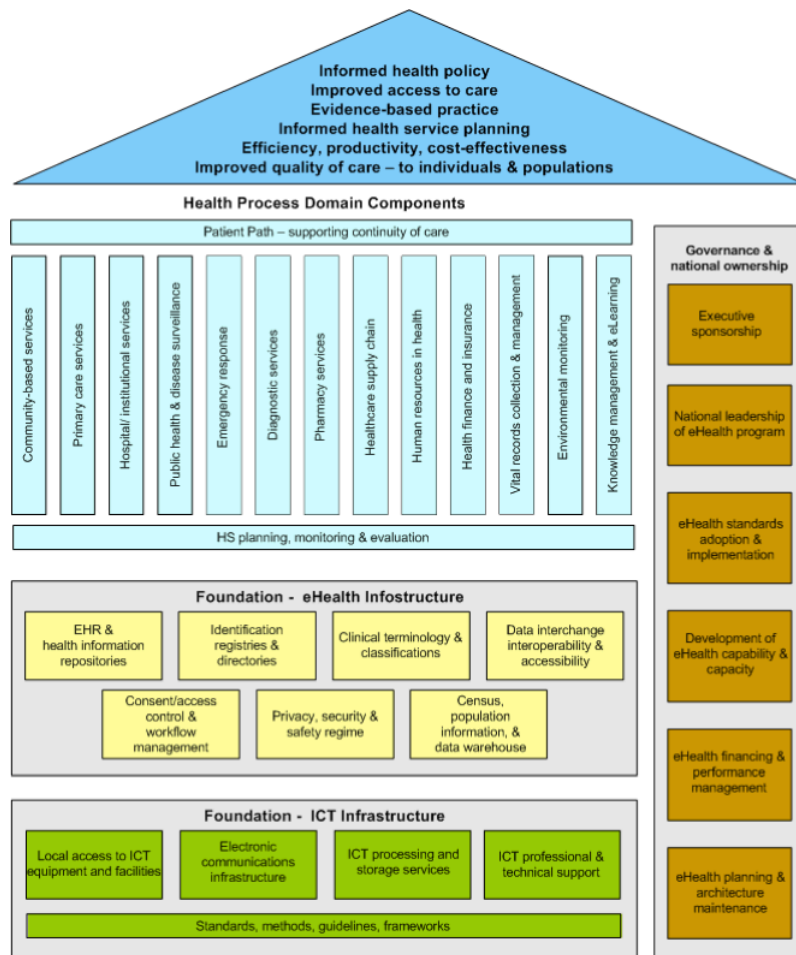 Informed health policy
Improved access to care
Evidence-based practice
Informed health service planning
Efficiency, productivity, cost-effectiveness
Improved quality of care – to individuals & populations
Health Process Domain Components
Patient Path – supporting continuity of care
Community-based services
Primary care services
Hospital/ institutional services
Public health & disease surveillance
Emergency response
Diagnostic services
Pharmacy services
Healthcare supply chain
Human resources in health
Health finance and insurance
Vital records collection & management
Environmental monitoring
Knowledge management & eLearning
HS planning, monitoring & evaluation
Foundation - eHealth Infostructure
EHR &
health information
repositories
Identification
registries &
directories
Clinical terminology &
classifications
Data interchange
interoperability &
accessibility
Consent/access
control &
workflow
management
Privacy, security &
safety regime
Census,
population
information, &
data warehouse
Foundation - ICT Infrastructure
Local access to ICT
equipment and facilities
Electronic
communications
infrastructure
ICT processing and
storage services
ICT professional &
technical support
Standards, methods, guidelines, frameworks
Governance &
national ownership
Executive
sponsorship
National leadership
of eHealth program
eHealth standards
adoption &
implementation
Development of
eHealth capability &
capacity
eHealth financing &
performance
management
eHealth planning &
architecture
maintenance